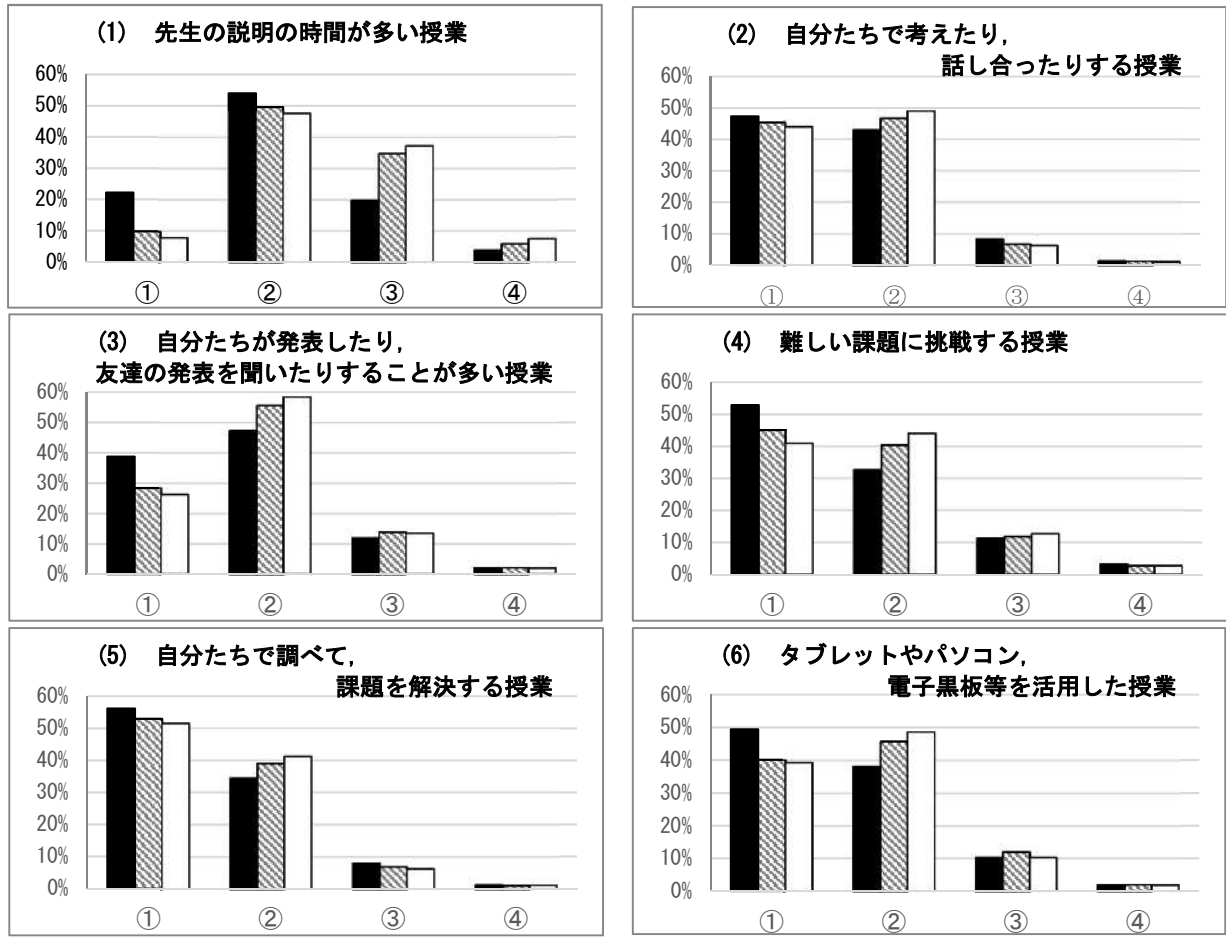 (1) 先生の説明の時間が多い授業
60%
50%
40%
30%
20%
10%
0%
① ② ③ ④
(2) 自分たちで考えたり,
話し合ったりする授業
60%
50%
40%
30%
20%
10%
0%
① ② ③ ④
(3) 自分たちが発表したり,
友達の発表を聞いたりすることが多い授業
60%
50%
40%
30%
20%
10%
0%
① ② ③ ④
(4) 難しい課題に挑戦する授業
60%
50%
40%
30%
20%
10%
0%
① ② ③ ④
(5) 自分たちで調べて,
課題を解決する授業
60%
50%
40%
30%
20%
10%
0%
① ② ③ ④
(6) タブレットやパソコン,
電子黒板等を活用した授業
60%
50%
40%
30%
20%
10%
0%
① ② ③ ④